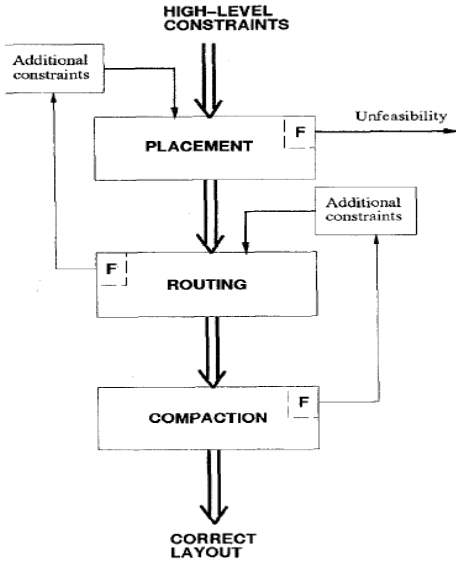 HIGH-LEVEL
CONSTRAINTS
Additional
constraints
F
Unfeasibility
PLACEMENT
Additional
constraints
F
ROUTING
F
COMPACTION
CORRECT
LAYOUT